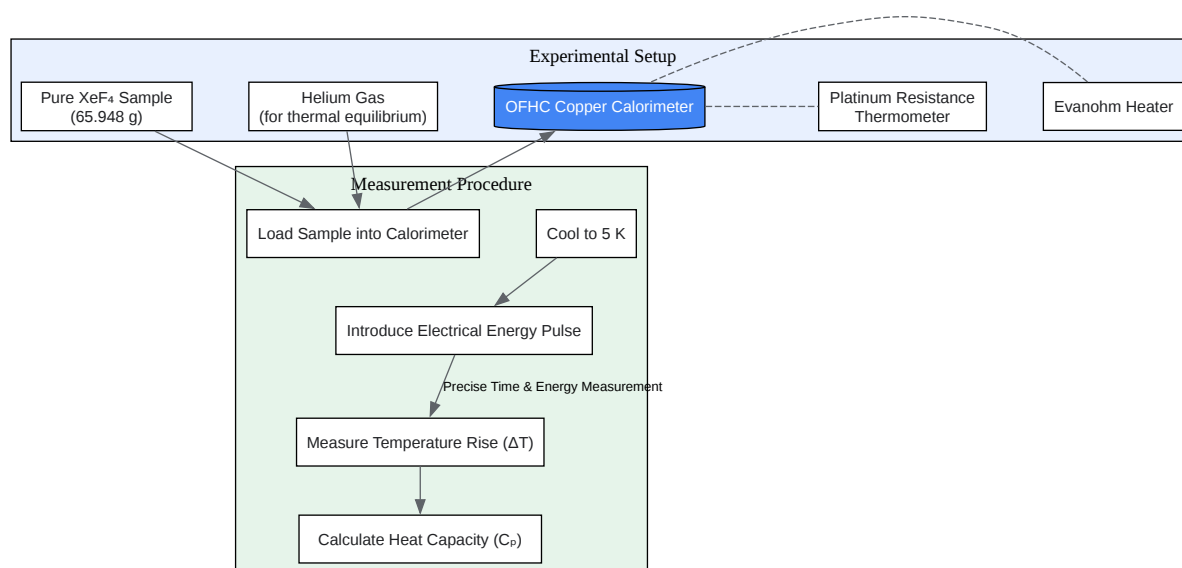 Experimental Setup
Pure XeF₄ Sample
(65.948 g)
Helium Gas
(for thermal equilibrium)
OFHC Copper Calorimeter
Platinum Resistance
Thermometer
Evanohm Heater
Measurement Procedure
Load Sample into Calorimeter
Cool to 5 K
Introduce Electrical Energy Pulse
Precise Time & Energy Measurement
Measure Temperature Rise (ΔT)
Calculate Heat Capacity (Cₚ)